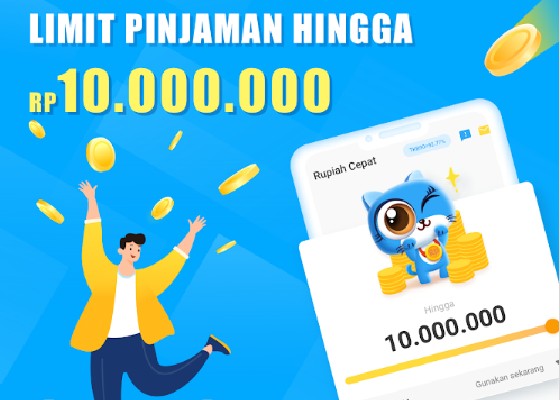 LIMIT PINJAMAN HINGGA
RP10.000.000
Rupiah Cepat
Hingga
10.000.000
Gunakan sekarang